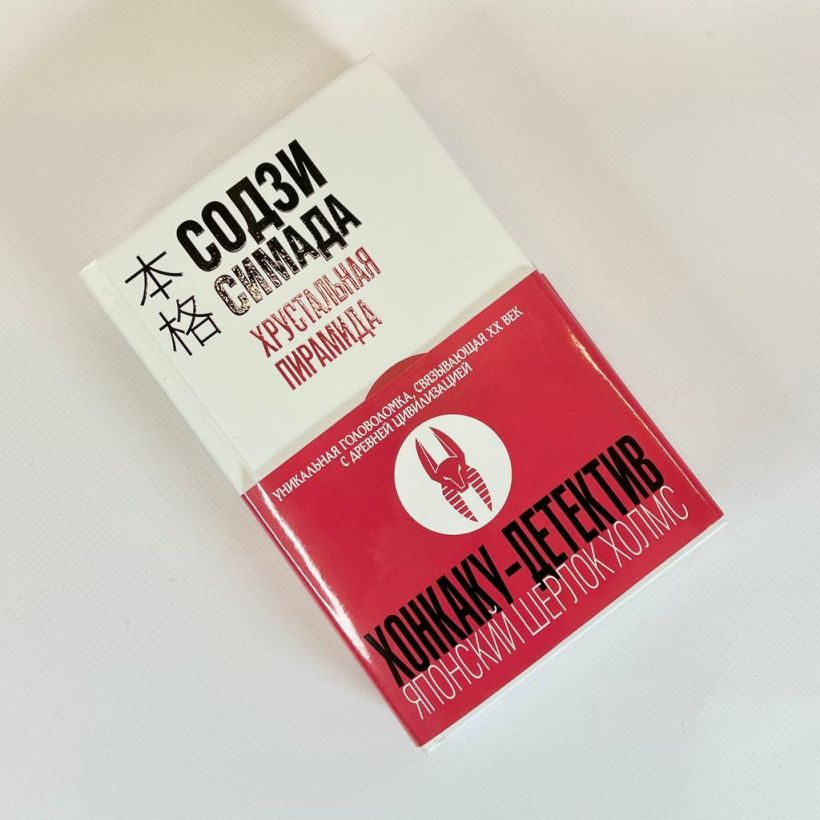 本格
СОДЗИ
СИМАДА
ХРУСТАЛЬНАЯ
ПИРАМИДА
УНИКАЛЬНАЯ ГОЛОВОЛОМКА, СВЯЗЫВАЮЩАЯ XX ВЕК
С ДРЕВНЕЙ ЦИВИЛИЗАЦИЕЙ
ХОНКАКУ-ДЕТЕКТИВ
ЯПОНСКИЙ ШЕРЛОК ХОЛМС